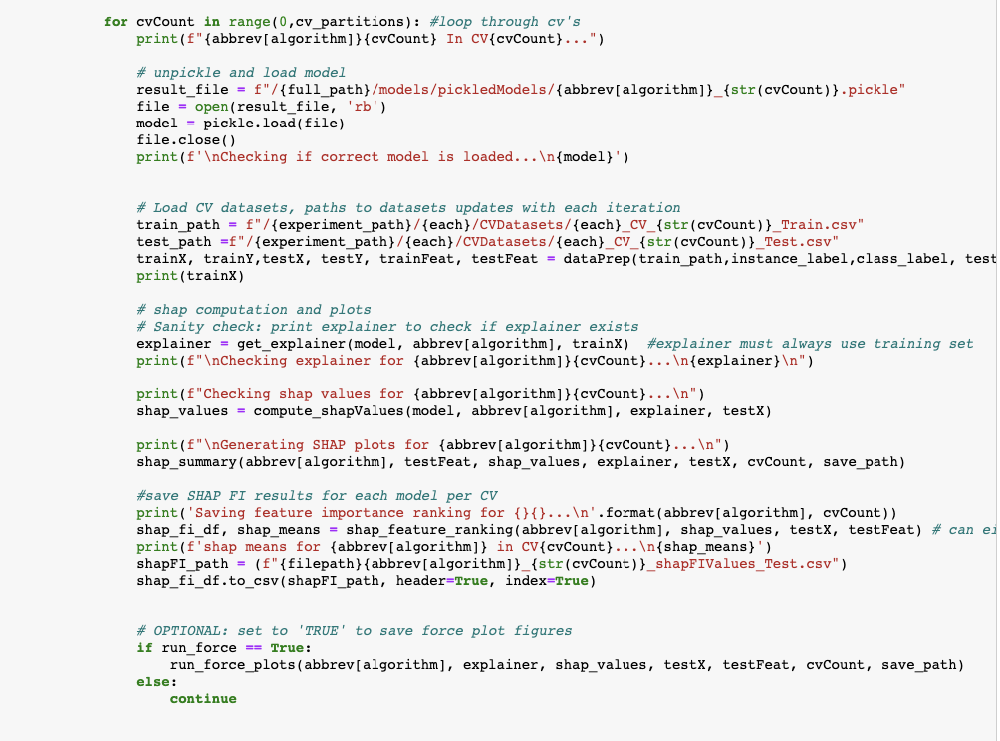 for cvCount in range(0,cv_partitions): #loop through cv's
print(f"{abbrev[algorithm]}{cvCount} In CV{cvCount}...")
# unpickle and load model
result_file = f"/{full_path}/models/pickledModels/{abbrev[algorithm]}_{str(cvCount)}.pickle"
file = open(result_file, 'rb')
model = pickle.load(file)
file.close()
print(f'\nChecking if correct model is loaded...\n{model}')
# Load CV datasets, paths to datasets updates with each iteration
train_path = f"/{experiment_path}/{each}/CVDatasets/{each}_CV_{str(cvCount)}_Train.csv"
test_path =f"/{experiment_path}/{each}/CVDatasets/{each}_CV_{str(cvCount)}_Test.csv"
trainX, trainY,testX, testY, trainFeat, testFeat = dataPrep(train_path,instance_label,class_label, test
print(trainX)
# shap computation and plots
# Sanity check: print explainer to check if explainer exists
explainer = get_explainer(model, abbrev[algorithm], trainX)  #explainer must always use training set
print(f"\nChecking explainer for {abbrev[algorithm]}{cvCount}...\n{explainer}\n")
print(f"Checking shap values for {abbrev[algorithm]}{cvCount}...\n")
shap_values = compute_shapValues(model, abbrev[algorithm], explainer, testX)
print(f"\nGenerating SHAP plots for {abbrev[algorithm]}{cvCount}...\n")
shap_summary(abbrev[algorithm], testFeat, shap_values, explainer, testX, cvCount, save_path)
#save SHAP FI results for each model per CV
print('Saving feature importance ranking for {}{}...\n'.format(abbrev[algorithm], cvCount))
shap_fi_df, shap_means = shap_feature_ranking(abbrev[algorithm], shap_values, testX, testFeat) # can ei
print(f'shap means for {abbrev[algorithm]} in CV{cvCount}...\n{shap_means}')
shapFI_path = (f"{filepath}{abbrev[algorithm]}_{str(cvCount)}_shapFIValues_Test.csv")
shap_fi_df.to_csv(shapFI_path, header=True, index=True)
# OPTIONAL: set to 'TRUE' to save force plot figures
if run_force == True:
run_force_plots(abbrev[algorithm], explainer, shap_values, testX, testFeat, cvCount, save_path)
else:
continue